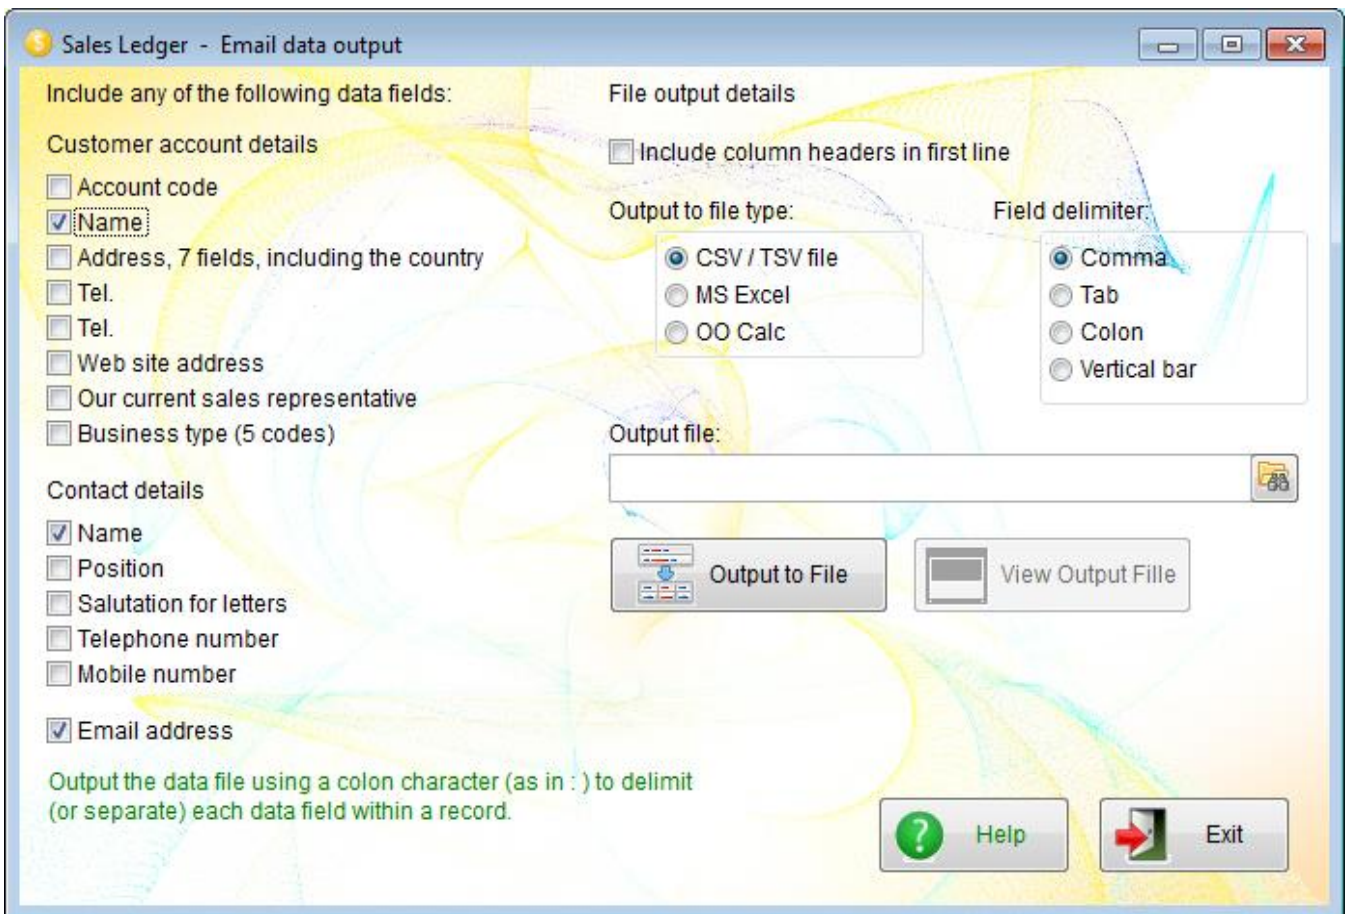 Sales Ledger - Email data output
Include any of the following data fields:
Customer account details
Account code
Name
Address, 7 fields, including the country
Tel.
Tel.
Web site address
Our current sales representative
Business type (5 codes)
Contact details
Name
Position
Salutation for letters
Telephone number
Mobile number
Email address
Output the data file using a colon character (as in : ) to delimit
(or separate) each data field within a record.
File output details
Include column headers in first line
Output to file type:
CSV / TSV file
MS Excel
OO Calc
Field delimiter:
Comma
Tab
Colon
Vertical bar
Output file:
Output to File
View Output Fille
Help
Exit